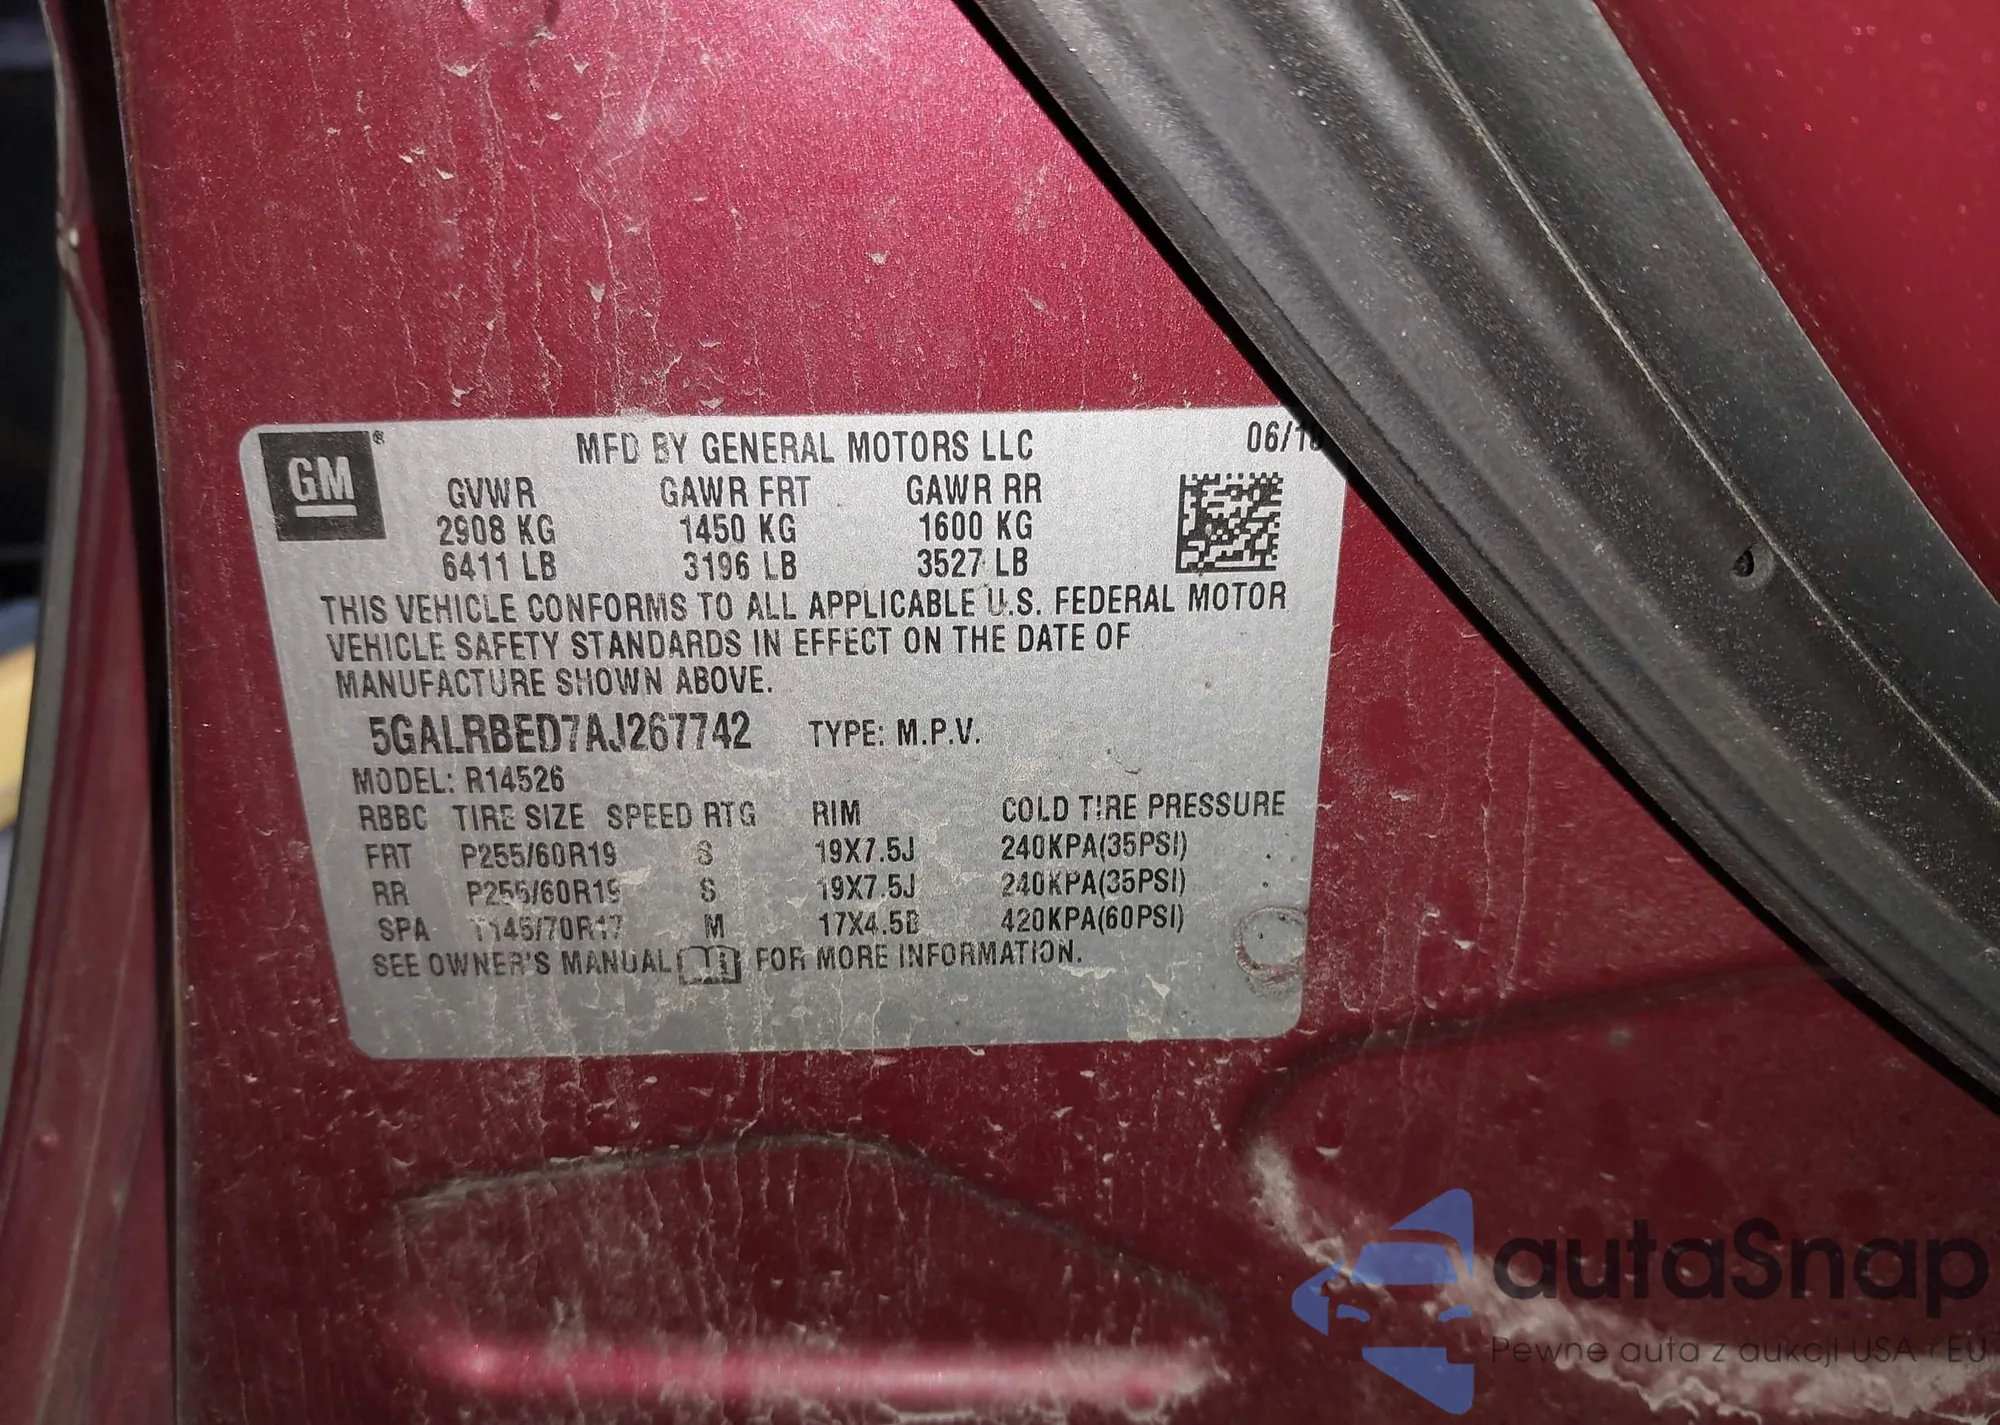 GM ® MFD BY GENERAL MOTORS LLC 06/10
GVWR GAWR FRT GAWR RR
2908 KG 1450 KG 1600 KG
6411 LB 3196 LB 3527 LB
THIS VEHICLE CONFORMS TO ALL APPLICABLE U.S. FEDERAL MOTOR
VEHICLE SAFETY STANDARDS IN EFFECT ON THE DATE OF
MANUFACTURE SHOWN ABOVE.
5GALRBED7AJ267742 TYPE: M.P.V.
MODEL: R14526
RBBC TIRE SIZE SPEED RTG RIM COLD TIRE PRESSURE
FRT P255/60R19 S 19X7.5J 240KPA(35PSI)
RR P255/60R19 S 19X7.5J 240KPA(35PSI)
SPA T145/70R17 M 17X4.5B 420KPA(60PSI)
SEE OWNER'S MANUAL FOR MORE INFORMATION.
autaSnap
Pewne auta z aukcji USA i EU